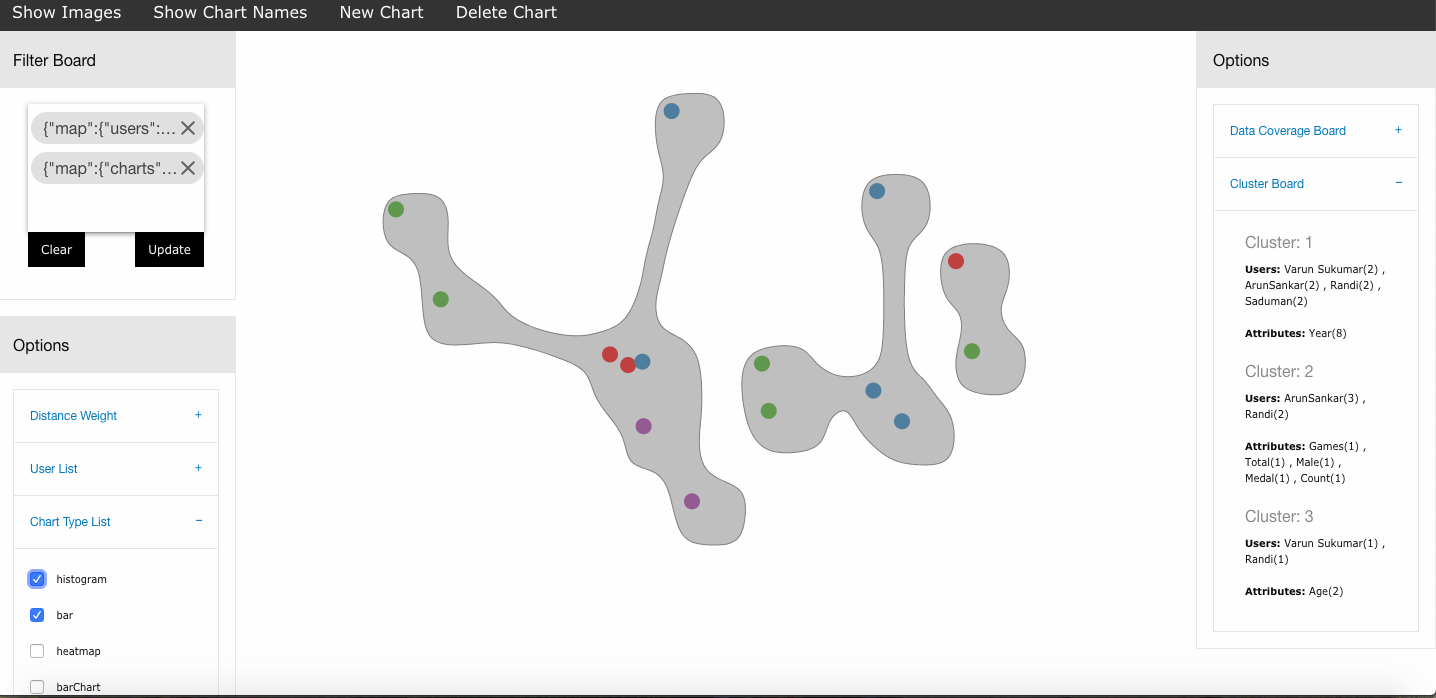 Show Images Show Chart Names New Chart Delete Chart
Filter Board
{"map":{"users":...
{"map":{"charts"...
Clear Update
Options
Distance Weight +
User List +
Chart Type List −
histogram
bar
heatmap
barChart
Options
Data Coverage Board +
Cluster Board −
Cluster: 1
Users: Varun Sukumar(2) ,
ArunSankar(2) , Randi(2) ,
Saduman(2)
Attributes: Year(8)
Cluster: 2
Users: ArunSankar(3) ,
Randi(2)
Attributes: Games(1) ,
Total(1) , Male(1) ,
Medal(1) , Count(1)
Cluster: 3
Users: Varun Sukumar(1) ,
Randi(1)
Attributes: Age(2)